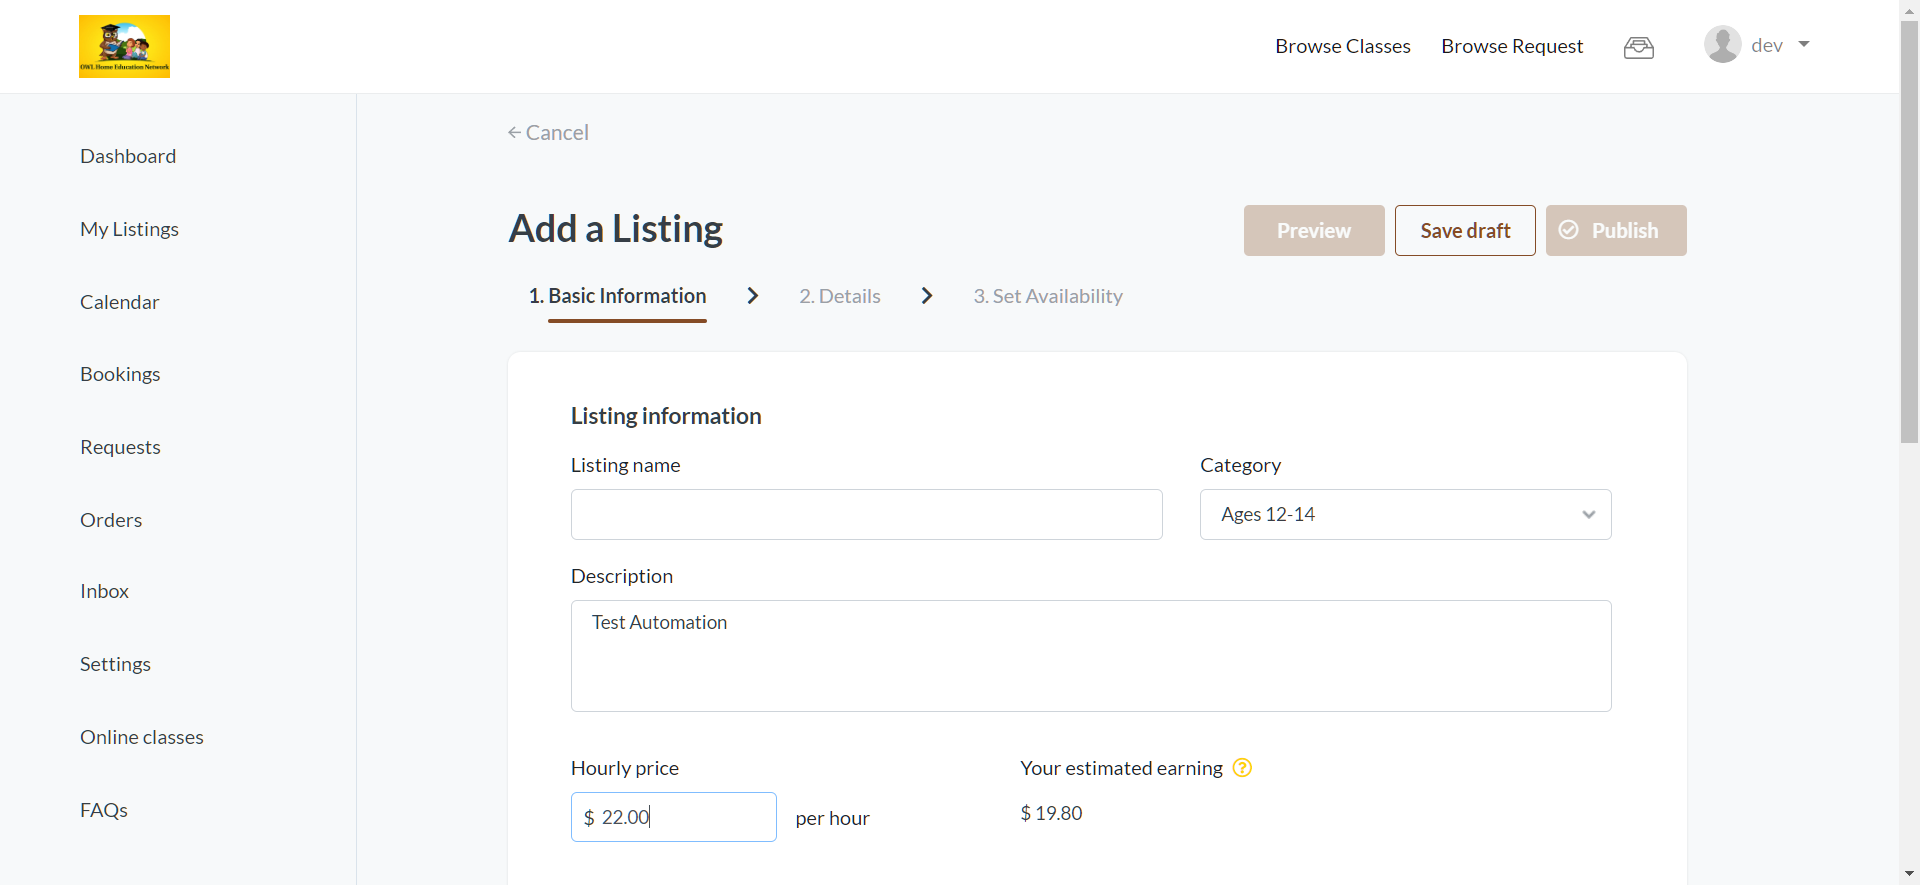 OWL Home Education Network
Browse Classes
Browse Request
dev
Dashboard
My Listings
Calendar
Bookings
Requests
Orders
Inbox
Settings
Online classes
FAQs
Cancel
Add a Listing
Preview
Save draft
Publish
1. Basic Information
2. Details
3. Set Availability
Listing information
Listing name
Category
Ages 12-14
Description
Test Automation
Hourly price
Your estimated earning ?
$ 22.00
per hour
$ 19.80